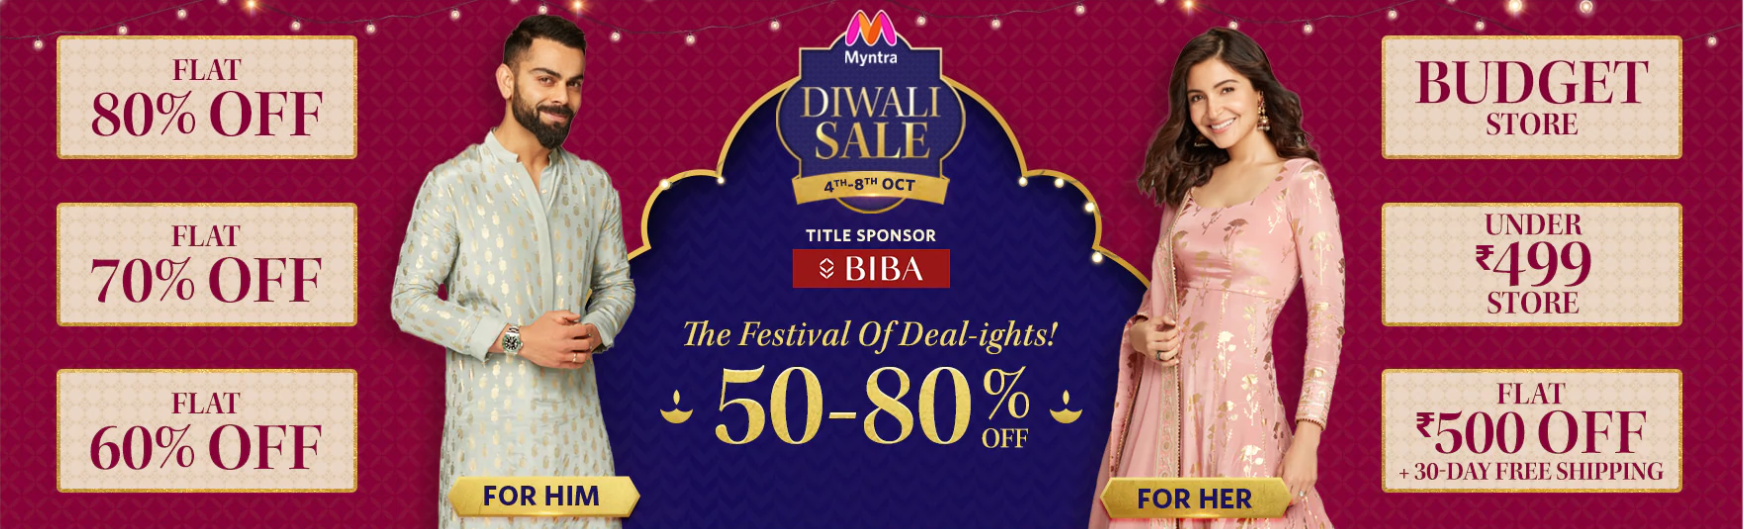 FLAT
80% OFF
FLAT
70% OFF
FLAT
60% OFF
FOR HIM
Myntra
DIWALI
SALE
4TH-8TH OCT
TITLE SPONSOR
BIBA
The Festival Of Deal-ights!
50-80%
OFF
FOR HER
BUDGET
STORE
UNDER
₹499
STORE
FLAT
₹500 OFF
+ 30-DAY FREE SHIPPING